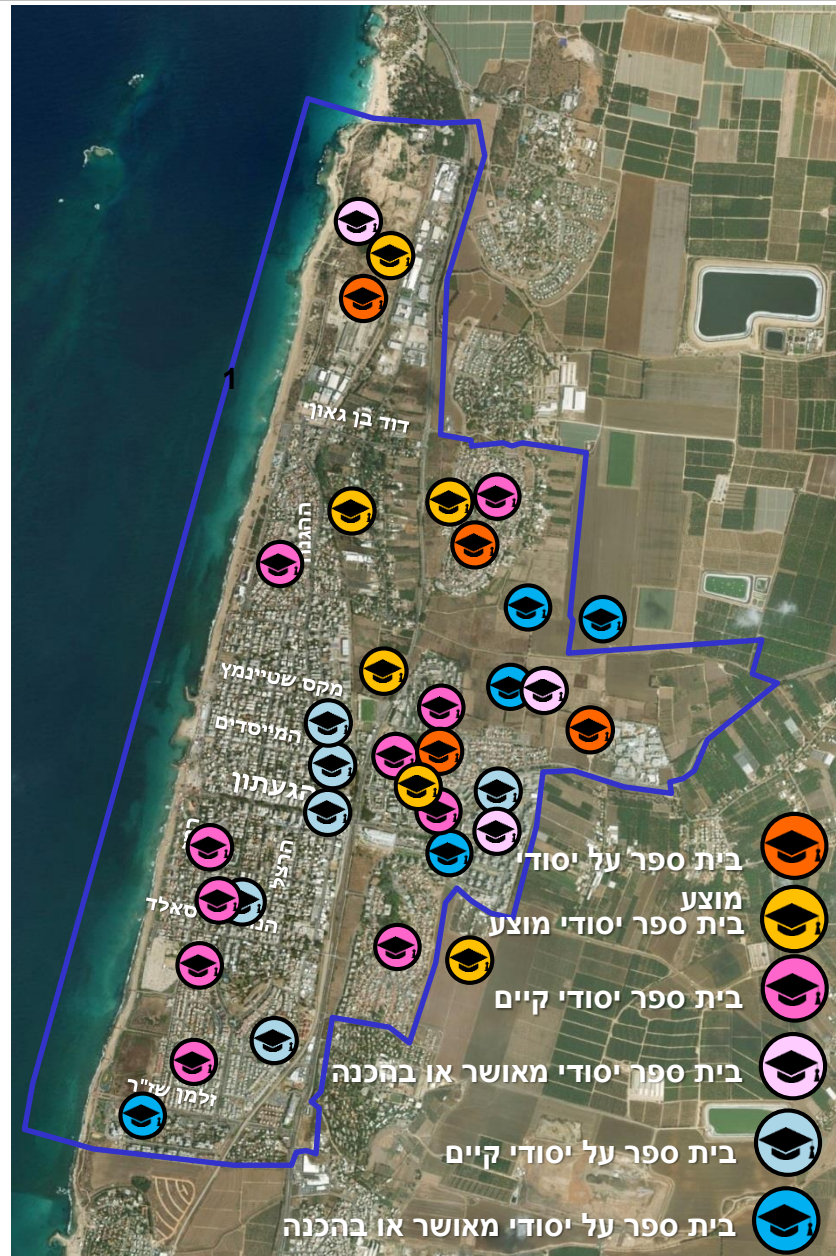 1
דוד בן גאון
ההגנה
מקס שטיינמץ
המייסדים
הגעתון
הרצל
סאלד
זלמן שז"ר
בית ספר על יסודי
מוצע
בית ספר יסודי מוצע
בית ספר יסודי קיים
בית ספר יסודי מאושר או בהכנה
בית ספר על יסודי קיים
בית ספר על יסודי מאושר או בהכנה